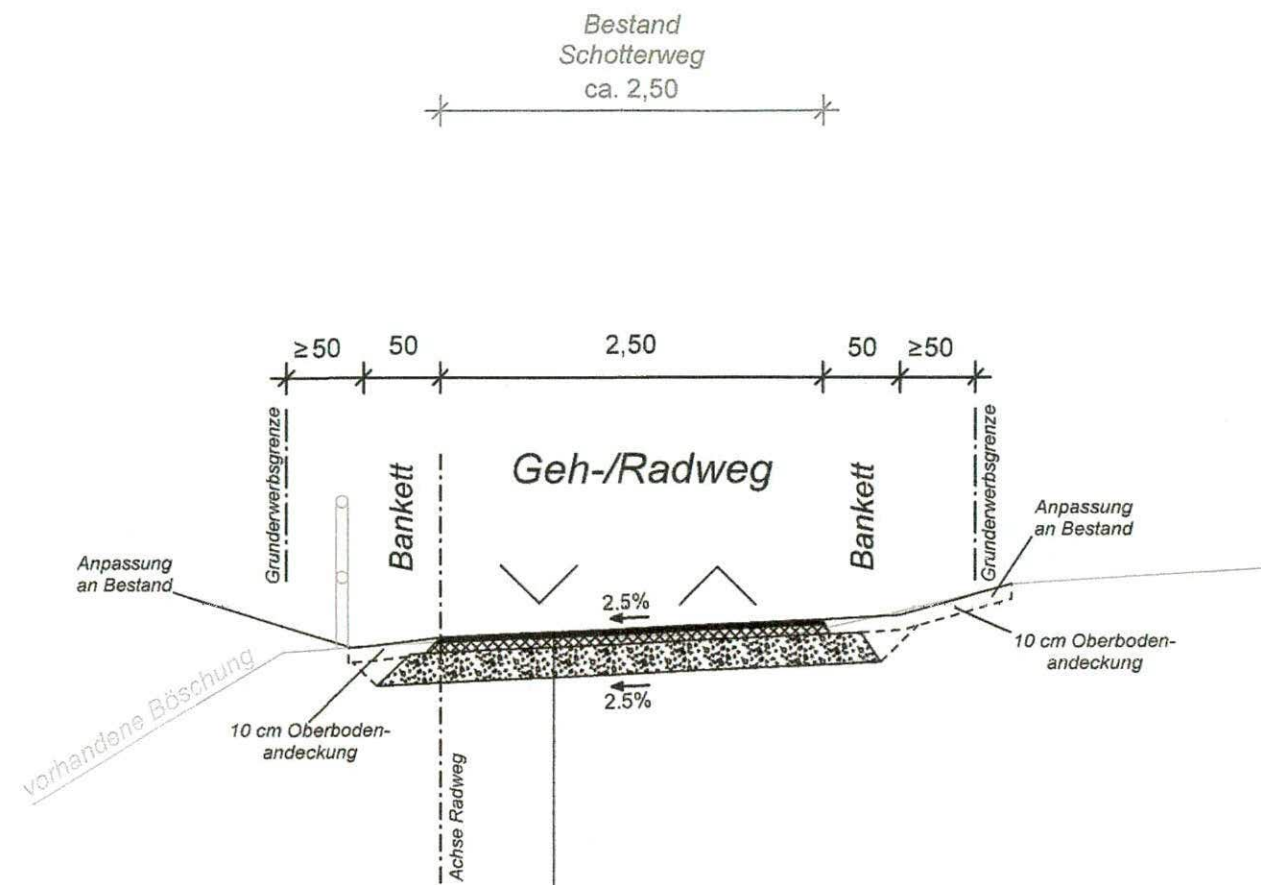 Bestand
Schotterweg
ca. 2,50
≥50
50
2,50
50
≥50
Grunderwerbsgrenze
Bankett
Geh-/Radweg
Bankett
Grunderwerbsgrenze
Anpassung
an Bestand
Anpassung
an Bestand
2.5%
10 cm Oberboden-
andeckung
2.5%
vorhandene Böschung
10 cm Oberboden-
andeckung
Achse Radweg